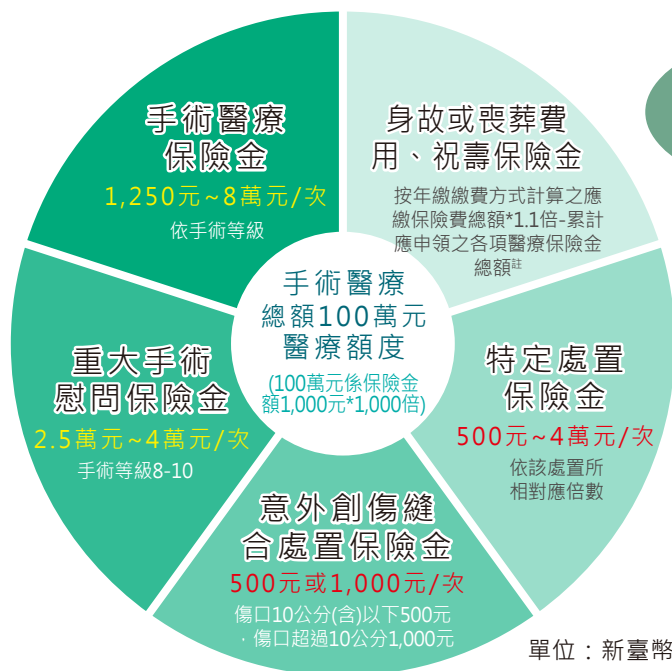 手術醫療
保險金
1,250元~8萬元/次
依手術等級
身故或喪葬費
用、祝壽保險金
按年繳繳費方式計算之應
繳保險費總額*1.1倍-累計
應申領之各項醫療保險金
總額註
手術醫療
總額100萬元
醫療額度
(100萬元係保險金
額1,000元*1,000倍)
重大手術
慰問保險金
2.5萬元~4萬元/次
手術等級8-10
特定處置
保險金
500元~4萬元/次
依該處置所
相對應倍數
意外創傷縫
合處置保險金
500元或1,000元/次
傷口10公分(含)以下500元
·傷口超過10公分1,000元
單位：新臺幣